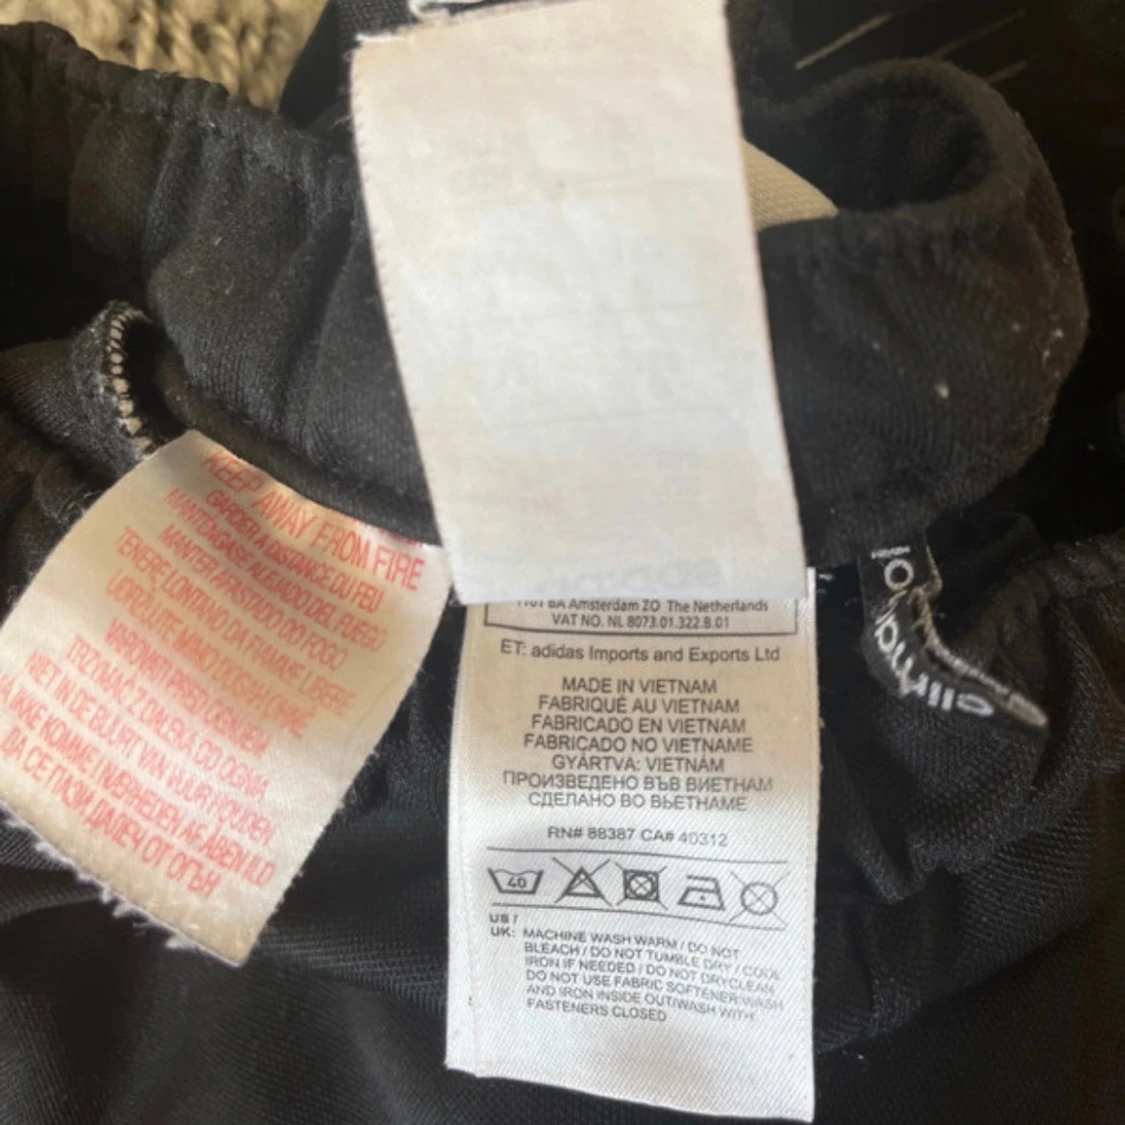 KEEP AWAY FROM FIRE
GARDER A DISTANCE DU FEU
MANTENGASE ALEJADO DEL FUEGO
MANTER AFASTADO DO FOGO
TENERE LONTANO DA FIAMME LIBERE
UDRŽUJTE MIMO DOSAH OHNĚ
VAROVAT PRED OGNJEM
TRZYMAĆ Z DALEKA OD OGNIA
NIET IN DE BUURT VAN VUUR HOUDEN
IKKE KOMME I NÆRHEDEN AF ÅBEN ILD
ДА СЕ ПАЗИ ДАЛЕЧ ОТ ОГЪН
1101 BA Amsterdam ZO The Netherlands
VAT NO. NL 8073.01.322.B.01
ET: adidas Imports and Exports Ltd
MADE IN VIETNAM
FABRIQUÉ AU VIETNAM
FABRICADO EN VIETNAM
FABRICADO NO VIETNAME
GYÁRTVA: VIETNÁM
ПРОИЗВЕДЕНО ВЪВ ВИЕТНАМ
СДЕЛАНО ВО ВЬЕТНАМЕ
RN# 88387 CA# 40312
40
US /
UK: MACHINE WASH WARM / DO NOT
BLEACH / DO NOT TUMBLE DRY / COOL
IRON IF NEEDED / DO NOT DRYCLEAN
DO NOT USE FABRIC SOFTENER WASH
AND IRON INSIDE OUT/WASH WITH
FASTENERS CLOSED